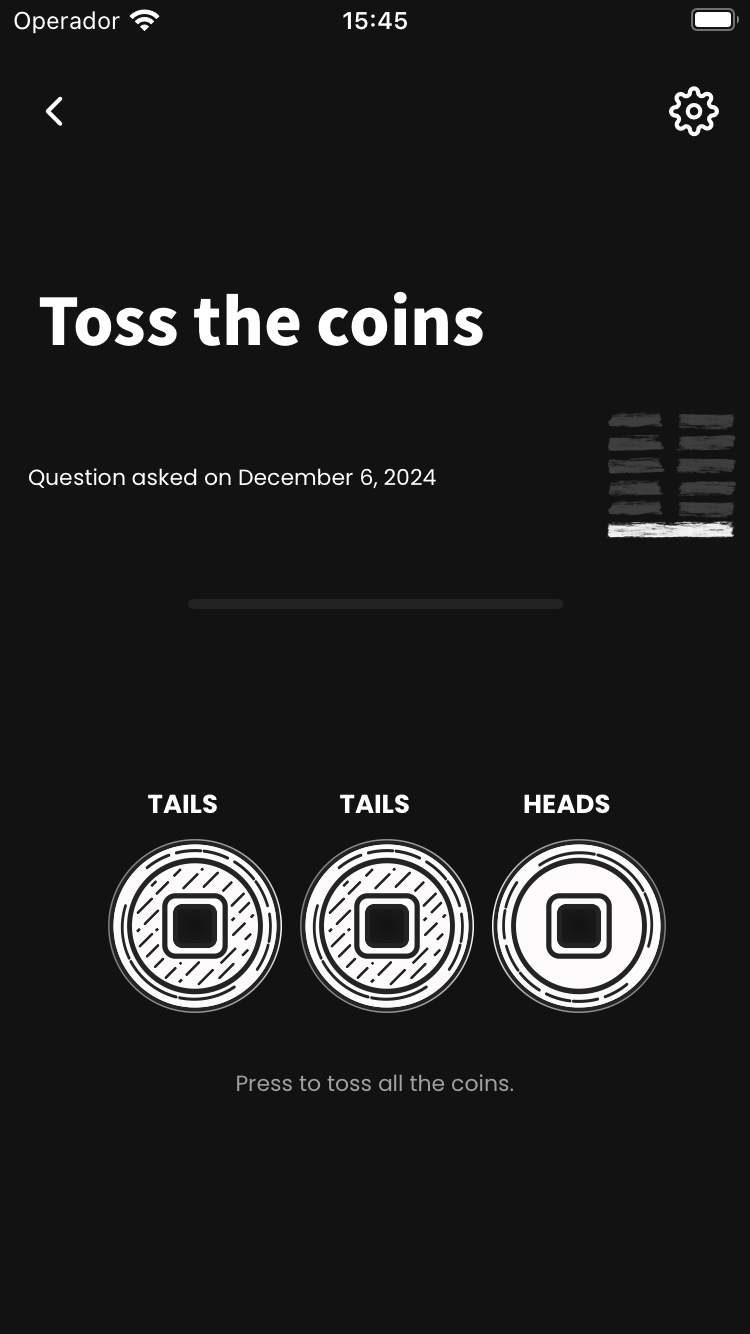 Operador 15:45
Toss the coins
Question asked on December 6, 2024
TAILS TAILS HEADS
Press to toss all the coins.